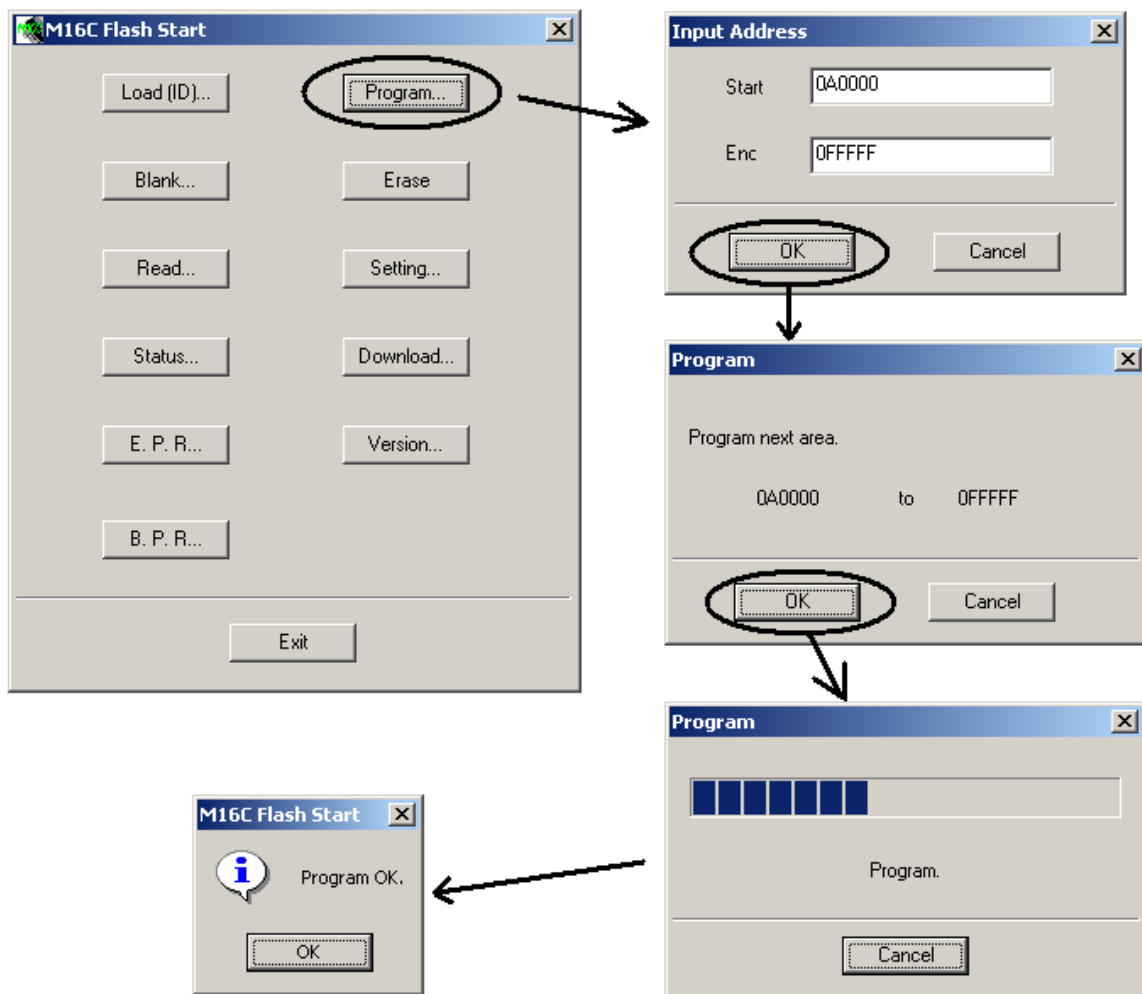 M16C Flash Start
Load (ID)...
Program...
Blank...
Erase
Read...
Setting...
Status...
Download...
E. P. R...
Version...
B. P. R...
Exit
Input Address
Start
0A0000
Enc
0FFFFF
OK
Cancel
Program
Program next area.
0A0000 to 0FFFFF
OK
Cancel
Program
Program.
Cancel
M16C Flash Start
Program OK.
OK